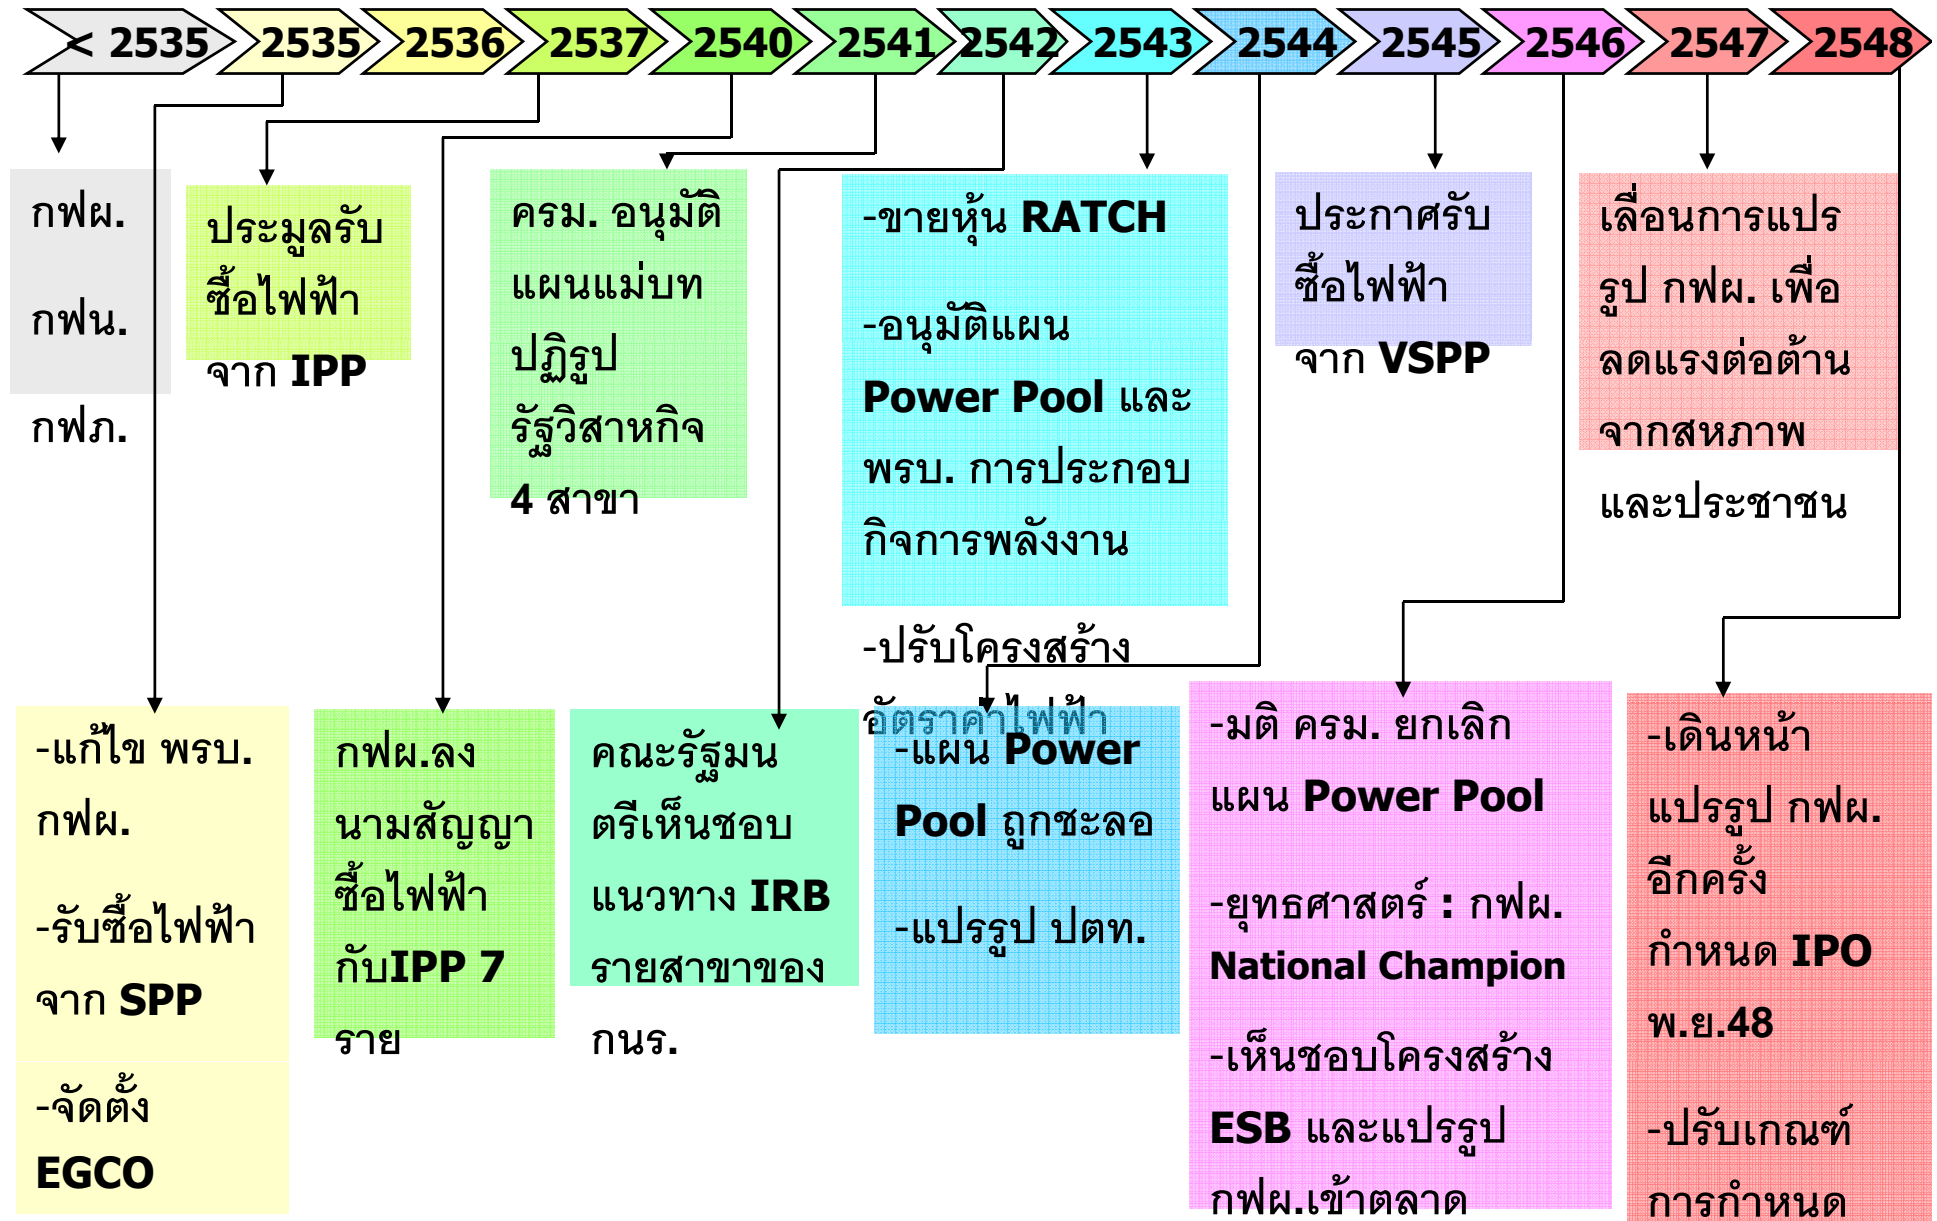 < 2535 2535 2536 2537 2540 2541 2542 2543 2544 2545 2546 2547 2548
กฟผ.
กฟน.
กฟภ.
ประมูลรับ
ซื้อไฟฟ้า
จาก IPP
ครม. อนุมัติ
แผนแม่บท
ปฏิรูป
รัฐวิสาหกิจ
4 สาขา
-ขายหุ้น RATCH
-อนุมัติแผน
Power Pool และ
พรบ. การประกอบ
กิจการพลังงาน
-ปรับโครงสร้าง
อัตราค่าไฟฟ้า
ประกาศรับ
ซื้อไฟฟ้า
จาก VSPP
เลื่อนการแปร
รูป กฟผ. เพื่อ
ลดแรงต่อต้าน
จากสหภาพ
และประชาชน
-แก้ไข พรบ.
กฟผ.
-รับซื้อไฟฟ้า
จาก SPP
-จัดตั้ง
EGCO
กฟผ.ลง
นามสัญญา
ซื้อไฟฟ้า
กับIPP 7
ราย
คณะรัฐมน
ตรีเห็นชอบ
แนวทาง IRB
รายสาขาของ
กนร.
-แผน Power
Pool ถูกชะลอ
-แปรรูป ปตท.
-มติ ครม. ยกเลิก
แผน Power Pool
-ยุทธศาสตร์ : กฟผ.
National Champion
-เห็นชอบโครงสร้าง
ESB และแปรรูป
กฟผ.เข้าตลาด
-เดินหน้า
แปรรูป กฟผ.
อีกครั้ง
กำหนด IPO
พ.ย.48
-ปรับเกณฑ์
การกำหนด